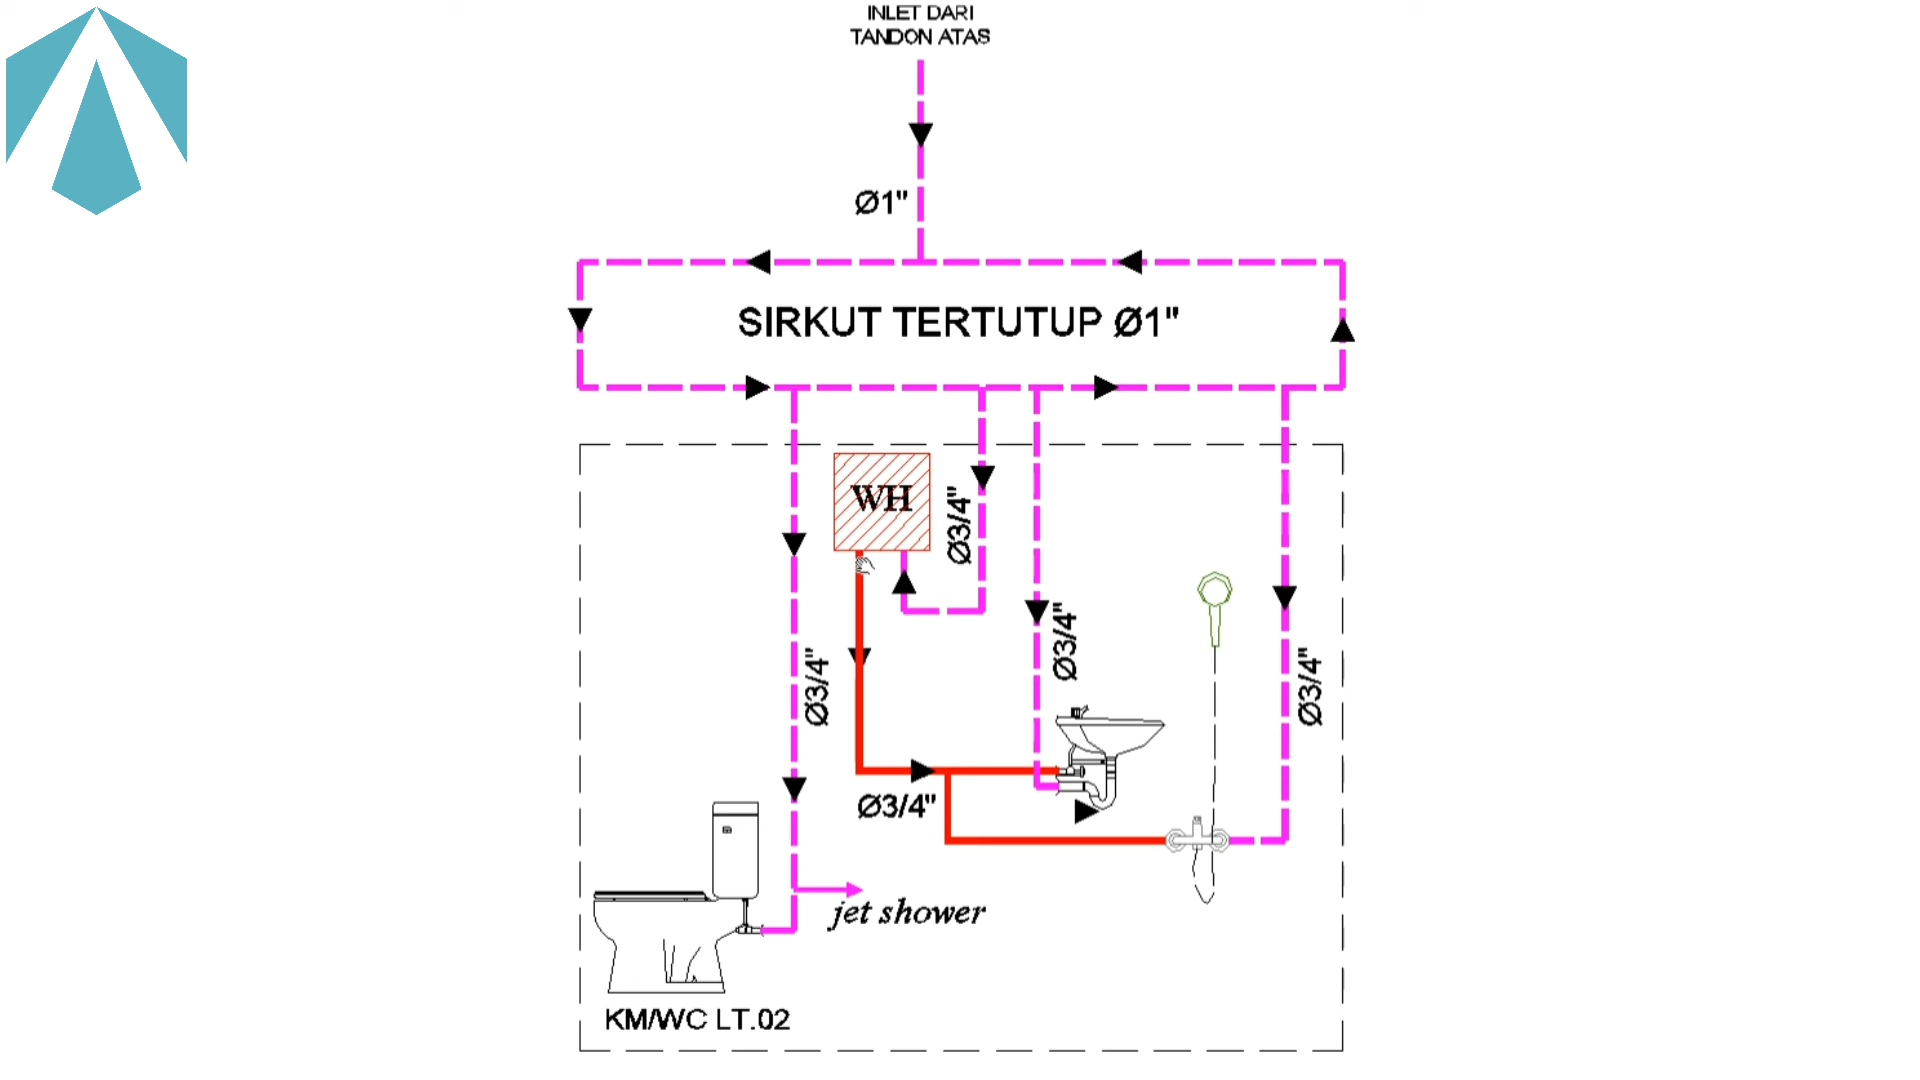 INLET DARI
TANDON ATAS
Ø1"
SIRKUT TERTUTUP Ø1"
WH
Ø3/4"
Ø3/4"
Ø3/4"
Ø3/4"
Ø3/4"
jet shower
KM/WC LT.02